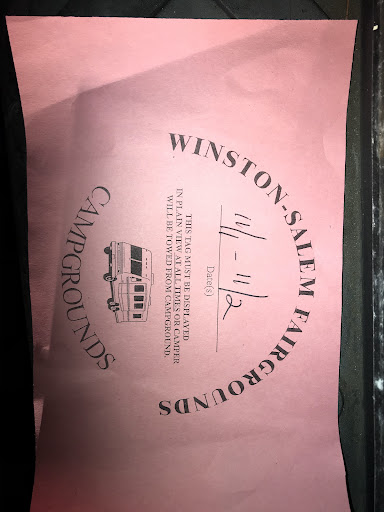 WINSTON-SALEM FAIRGROUNDS
11/1 - 11/2
Date(s)
THIS TAG MUST BE DISPLAYED
IN PLAIN VIEW AT ALL TIMES OR CAMPER
WILL BE TOWED FROM CAMPGROUND.
CAMPGROUNDS